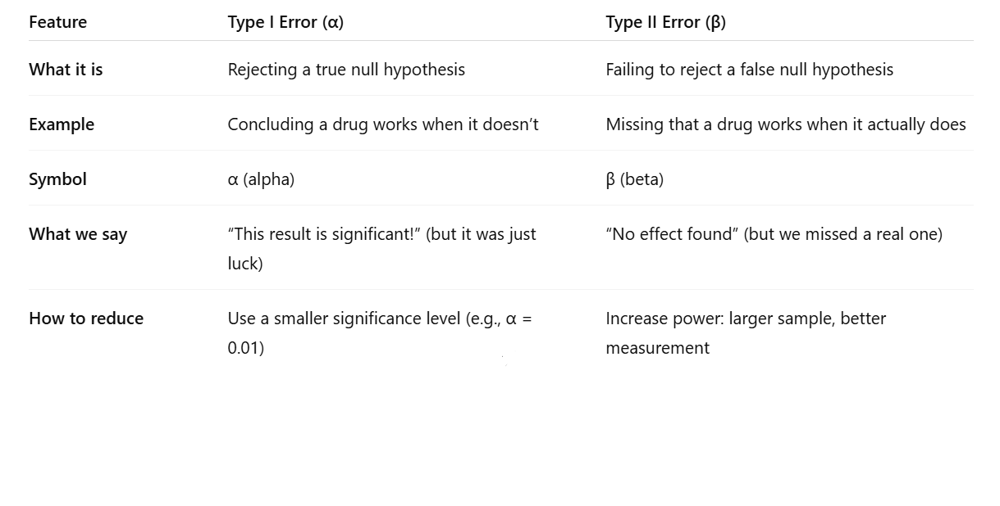 Feature Type I Error (α) Type II Error (β)
What it is Rejecting a true null hypothesis Failing to reject a false null hypothesis
Example Concluding a drug works when it doesn’t Missing that a drug works when it actually does
Symbol α (alpha) β (beta)
What we say “This result is significant!” (but it was just “No effect found” (but we missed a real one)
luck)
How to reduce Use a smaller significance level (e.g., α = Increase power: larger sample, better
0.01) measurement